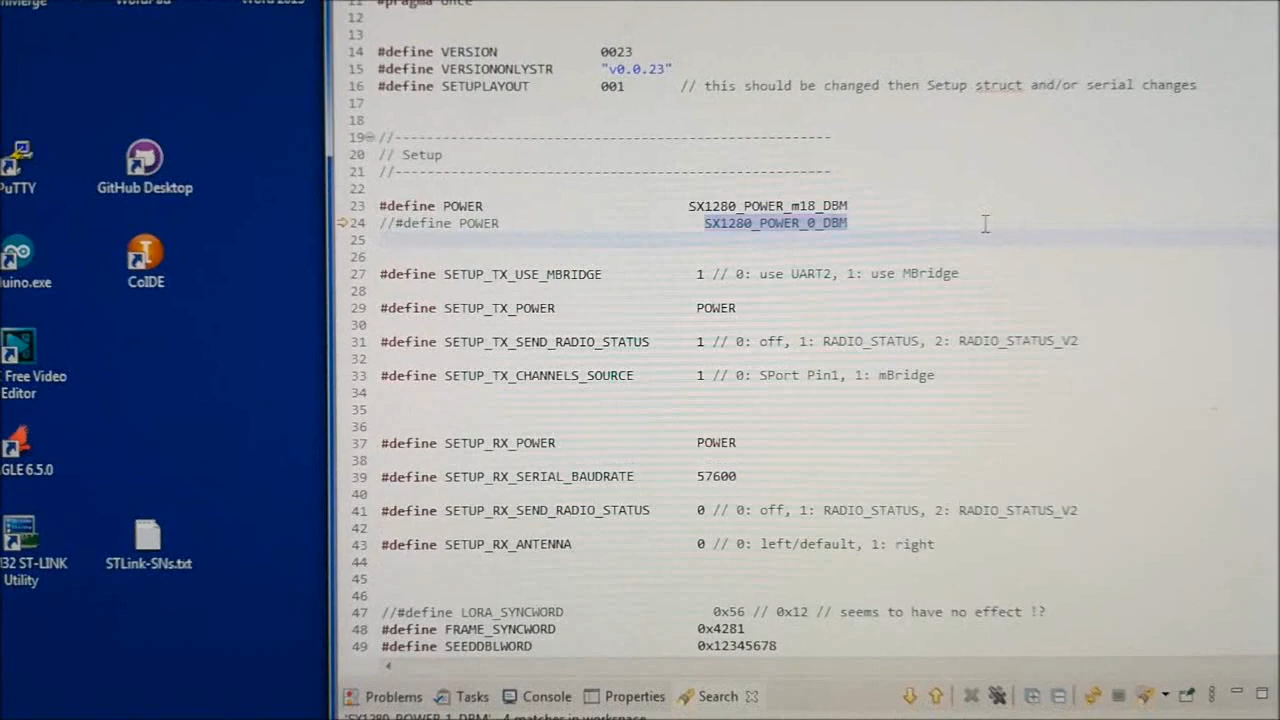 WordPad
#pragma once
12
13
14 #define VERSION 0023
15 #define VERSIONONLYSTR "v0.0.23"
16 #define SETUPLAYOUT 001 // this should be changed then Setup struct and/or serial changes
17
18
19 //-------------------------------------------------------
20 // Setup
21 //-------------------------------------------------------
22
23 #define POWER SX1280_POWER_m18_DBM
24 //#define POWER SX1280_POWER_0_DBM
25
26
27 #define SETUP_TX_USE_MBRIDGE 1 // 0: use UART2, 1: use MBridge
28
29 #define SETUP_TX_POWER POWER
30
31 #define SETUP_TX_SEND_RADIO_STATUS 1 // 0: off, 1: RADIO_STATUS, 2: RADIO_STATUS_V2
32
33 #define SETUP_TX_CHANNELS_SOURCE 1 // 0: SPort Pin1, 1: mBridge
34
35
36
37 #define SETUP_RX_POWER POWER
38
39 #define SETUP_RX_SERIAL_BAUDRATE 57600
40
41 #define SETUP_RX_SEND_RADIO_STATUS 0 // 0: off, 1: RADIO_STATUS, 2: RADIO_STATUS_V2
42
43 #define SETUP_RX_ANTENNA 0 // 0: left/default, 1: right
44
45
46
47 //#define LORA_SYNCWORD 0x56 // 0x12 // seems to have no effect !?
48 #define FRAME_SYNCWORD 0x4281
49 #define SEEDDBLWORD 0x12345678
Problems Tasks Console Properties Search
PuTTY
GitHub Desktop
uino.exe
CoIDE
Free Video
Editor
GLE 6.5.0
32 ST-LINK
Utility
STLink-SNs.txt